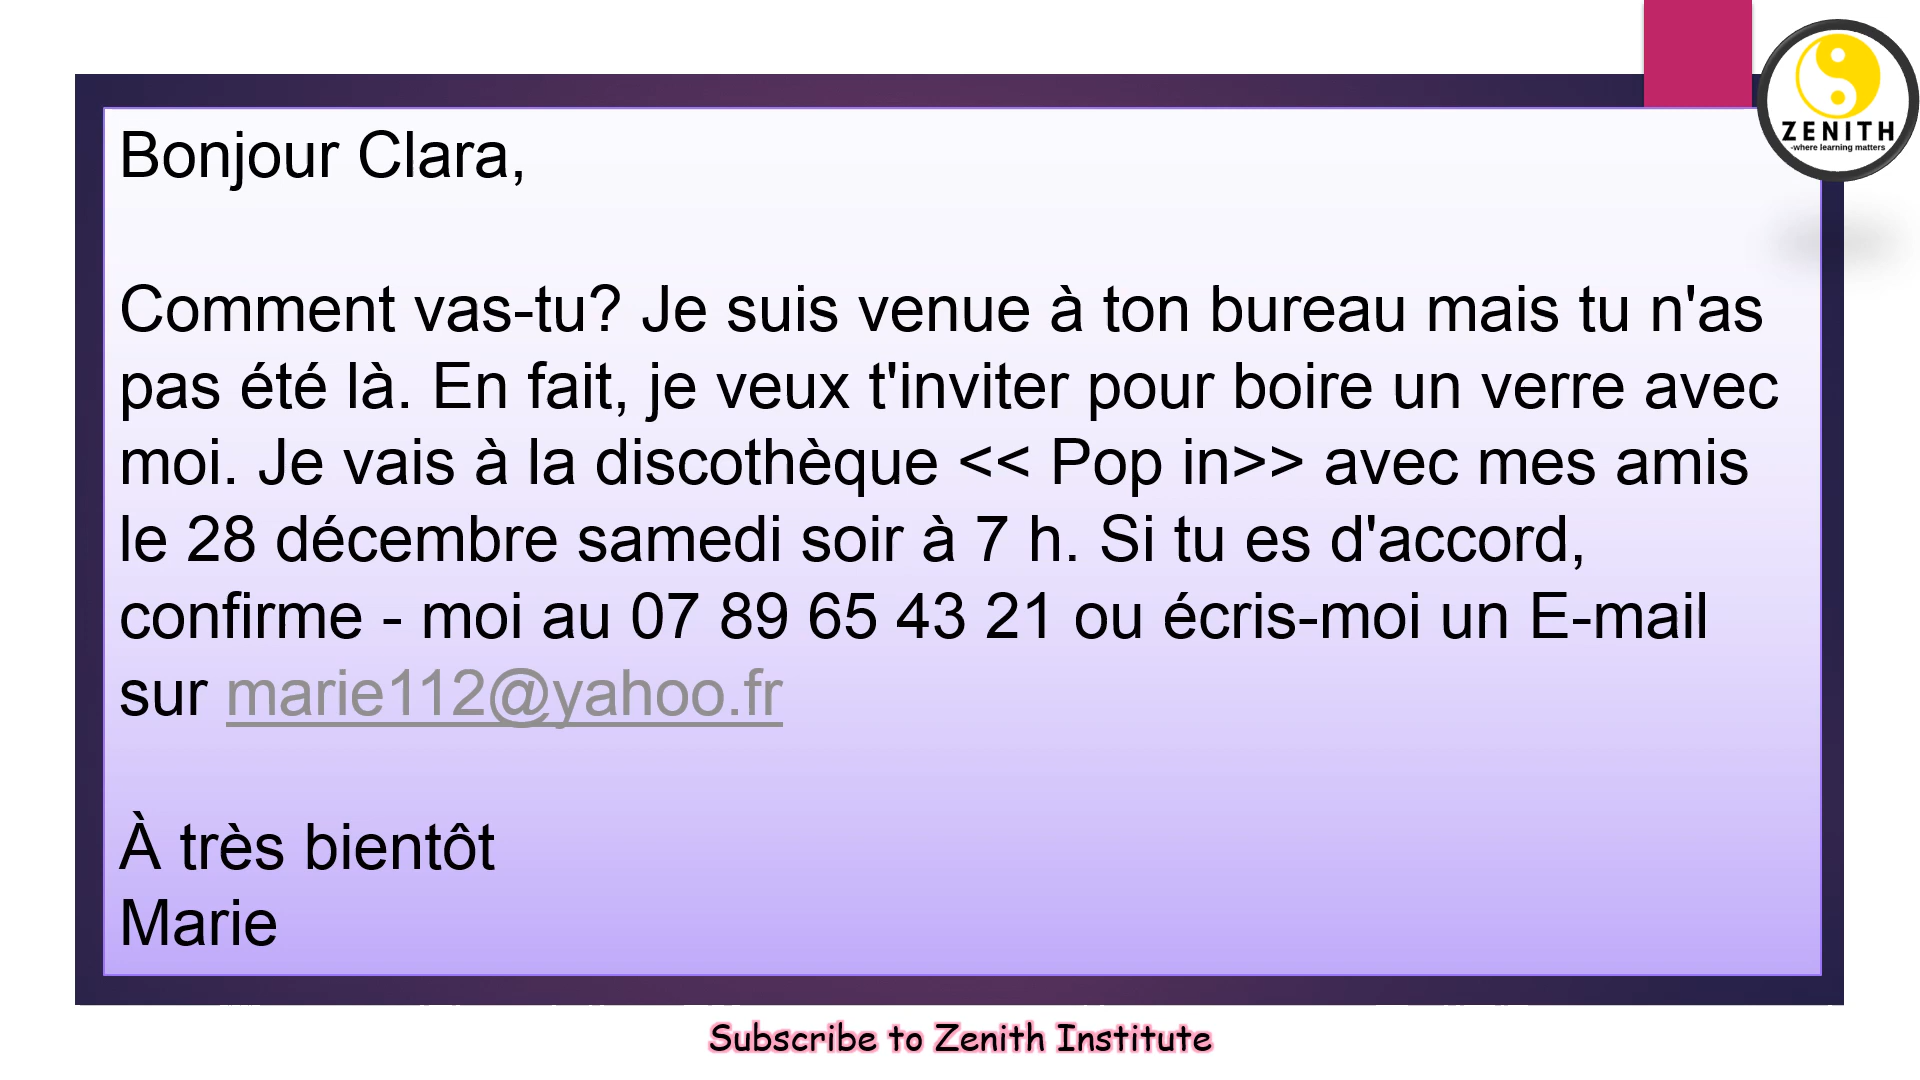 ZENITH
-where learning matters
Bonjour Clara,
Comment vas-tu? Je suis venue à ton bureau mais tu n'as
pas été là. En fait, je veux t'inviter pour boire un verre avec
moi. Je vais à la discothèque << Pop in>> avec mes amis
le 28 décembre samedi soir à 7 h. Si tu es d'accord,
confirme - moi au 07 89 65 43 21 ou écris-moi un E-mail
sur marie112@yahoo.fr
À très bientôt
Marie
Subscribe to Zenith Institute